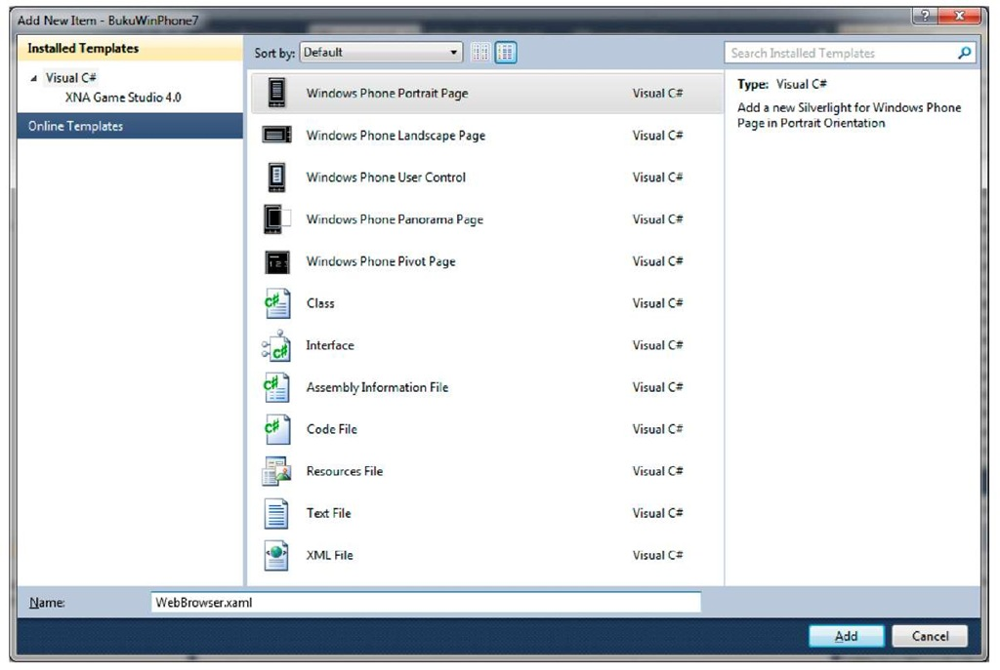 Add New Item - BukuWinPhone7
?
Installed Templates
Visual C#
XNA Game Studio 4.0
Online Templates
Sort by: Default
Search Installed Templates
Windows Phone Portrait Page Visual C#
Windows Phone Landscape Page Visual C#
Windows Phone User Control Visual C#
Windows Phone Panorama Page Visual C#
Windows Phone Pivot Page Visual C#
Class Visual C#
Interface Visual C#
Assembly Information File Visual C#
Code File Visual C#
Resources File Visual C#
Text File Visual C#
XML File Visual C#
Type: Visual C#
Add a new Silverlight for Windows Phone
Page in Portrait Orientation
Name: WebBrowser.xaml
Add Cancel